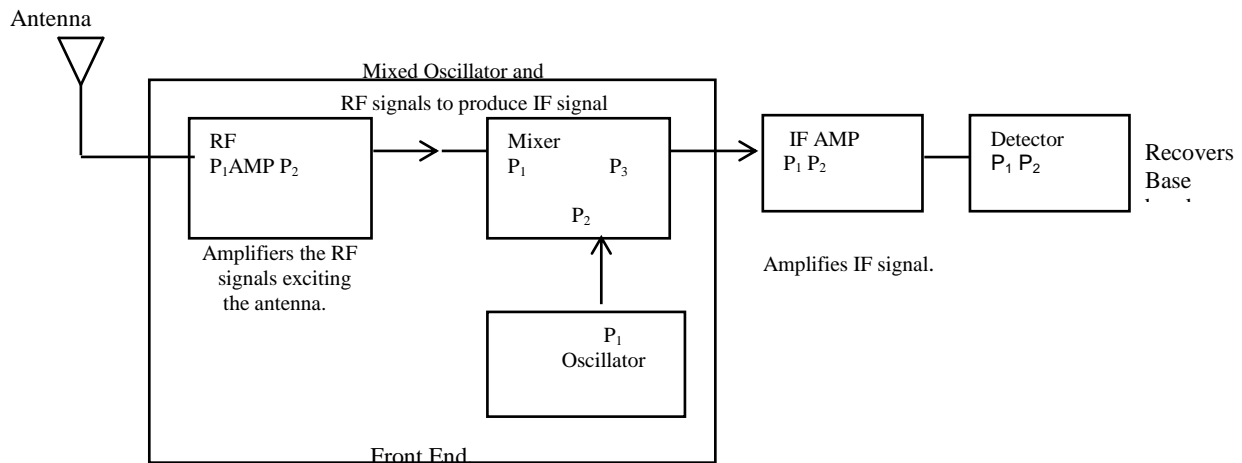 Antenna
Mixed Oscillator and
RF signals to produce IF signal
RF
P₁AMP P₂
Mixer
P₁ P₃
P₂
IF AMP
P₁ P₂
Detector
P₁ P₂
Recovers
Base
Amplifiers the RF
signals exciting
the antenna.
Amplifies IF signal.
P₁
Oscillator
Front End